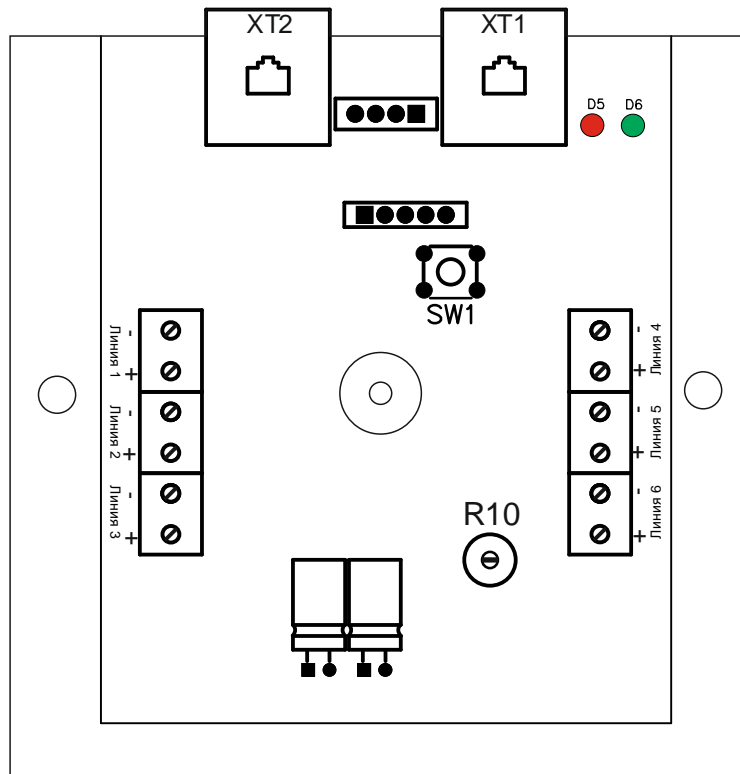 XT2
XT1
D5 D6
SW1
- Линия 1 +
- Линия 2 +
- Линия 3 +
- Линия 4 +
- Линия 5 +
- Линия 6 +
R10